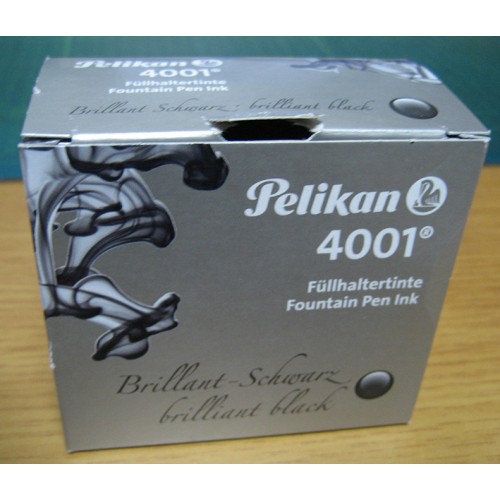 Pelikan
4001®
Füllhaltertinte
Fountain Pen Ink
Brillant Schwarz : brilliant black
Pelikan
4001®
Füllhaltertinte
Fountain Pen Ink
Brillant-Schwarz
brilliant black